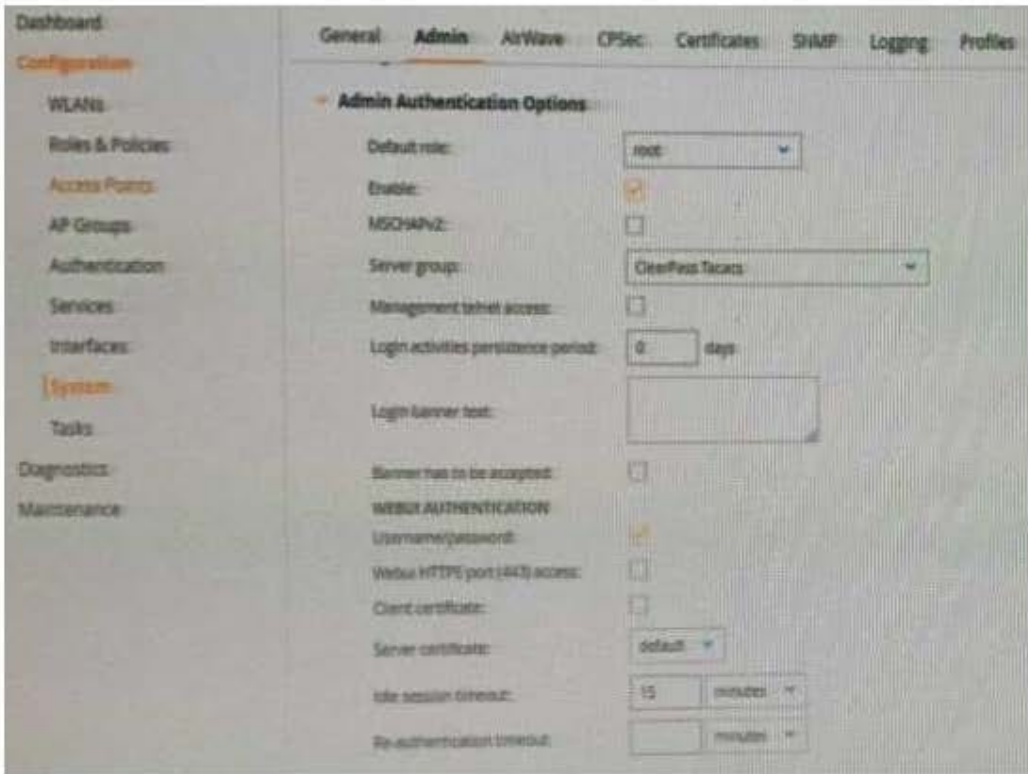 Dashboard
Configuration
WLANs
Roles & Policies
Access Points
AP Groups
Authentication
Services
Interfaces
System
Tasks
Diagnostics
Maintenance
General Admin AirWave CPSec Certificates SNMP Logging Profiles
Admin Authentication Options
Default role: root
Enable:
MSCHAPv2:
Server group: ClearPass Tacacs
Management telnet access:
Login activities persistence period: 0 days
Login banner text:
Banner has to be accepted:
WEBUI AUTHENTICATION
Username/password:
Webui HTTPS port (443) access:
Client certificate:
Server certificate: default
Idle session timeout: 15 minutes
Re-authentication timeout: minutes